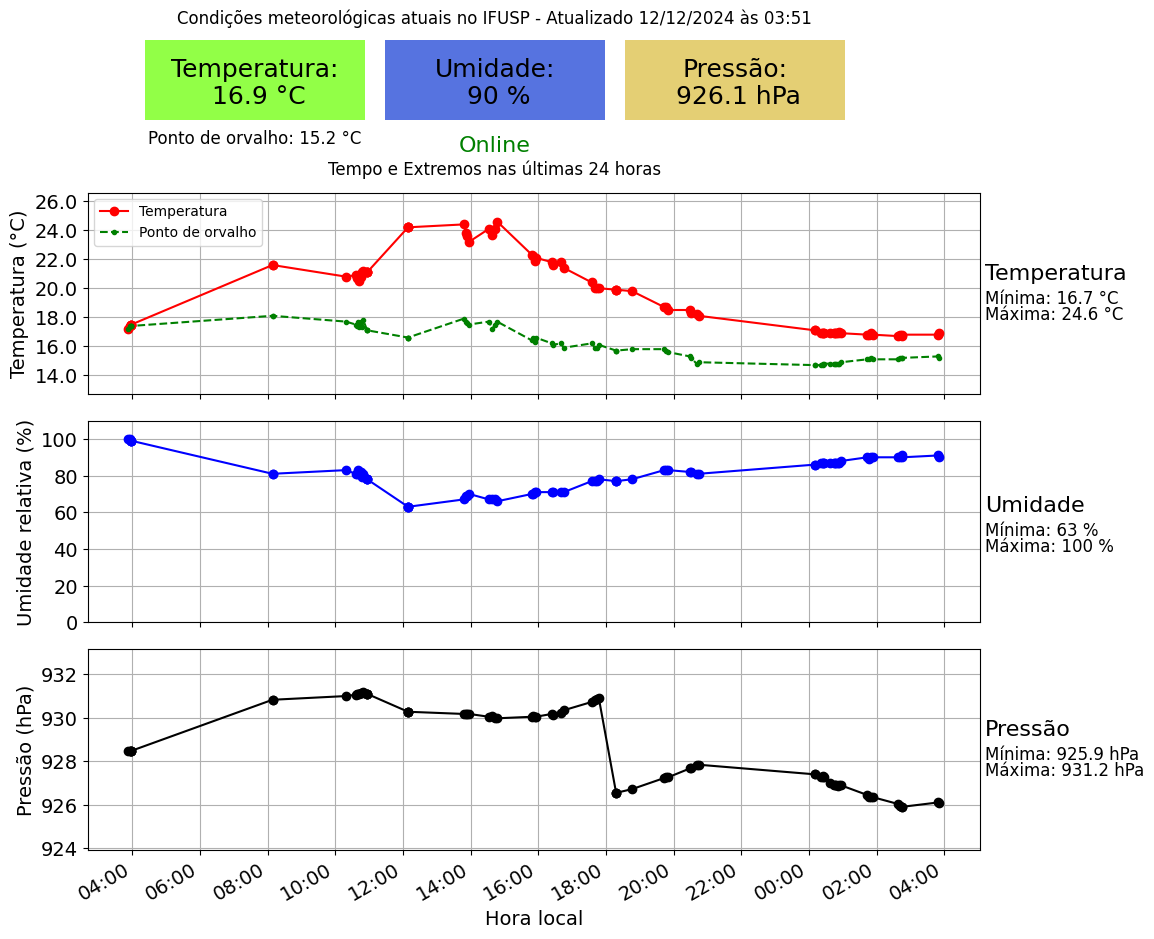 Condições meteorológicas atuais no IFUSP - Atualizado 12/12/2024 às 03:51
Temperatura:
16.9 °C
Umidade:
90 %
Pressão:
926.1 hPa
Ponto de orvalho: 15.2 °C
Online
Tempo e Extremos nas últimas 24 horas
Temperatura (°C)
26.0
24.0
22.0
20.0
18.0
16.0
14.0
Temperatura
Ponto de orvalho
Temperatura
Mínima: 16.7 °C
Máxima: 24.6 °C
Umidade relativa (%)
100
80
60
40
20
0
Umidade
Mínima: 63 %
Máxima: 100 %
Pressão (hPa)
932
930
928
926
924
Pressão
Mínima: 925.9 hPa
Máxima: 931.2 hPa
04:00 06:00 08:00 10:00 12:00 14:00 16:00 18:00 20:00 22:00 00:00 02:00 04:00
Hora local